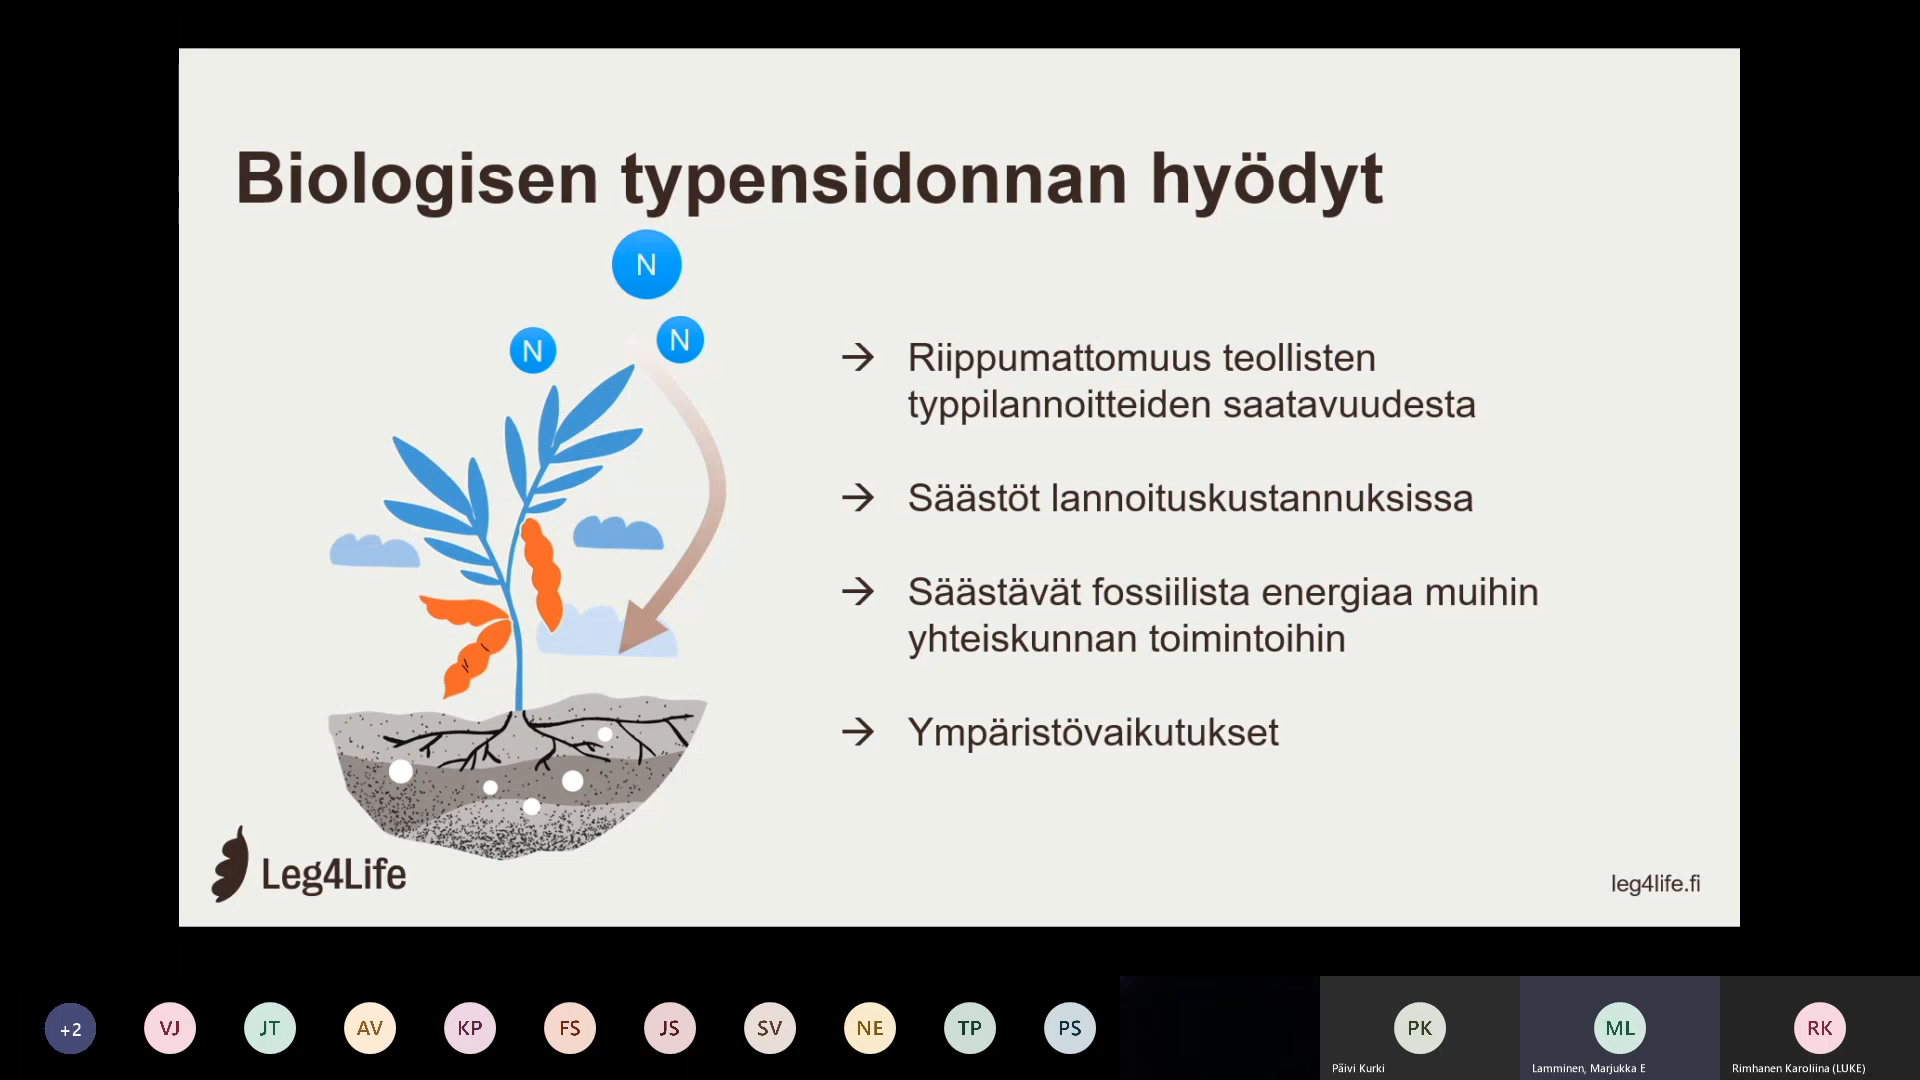 Biologisen typensidonnan hyödyt
N
N
N
→ Riippumattomuus teollisten
typpilannoitteiden saatavuudesta
→ Säästöt lannoituskustannuksissa
→ Säästävät fossiilista energiaa muihin
yhteiskunnan toimintoihin
→ Ympäristövaikutukset
Leg4Life
leg4life.fi
+2 VJ JT AV KP FS JS SV NE TP PS PK ML RK
Päivi Kurki
Lamminen, Marjukka E
Rimhanen Karoliina (LUKE)